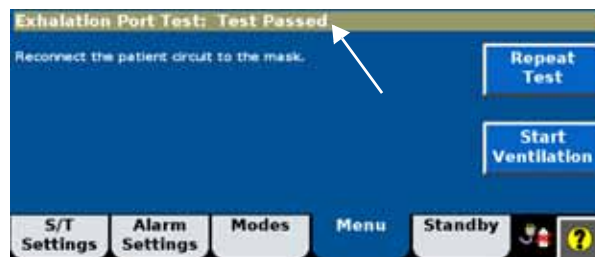 Exhalation Port Test: Test Passed
Reconnect the patient circuit to the mask.
Repeat
Test
Start
Ventilation
S/T
Settings
Alarm
Settings
Modes
Menu
Standby
?